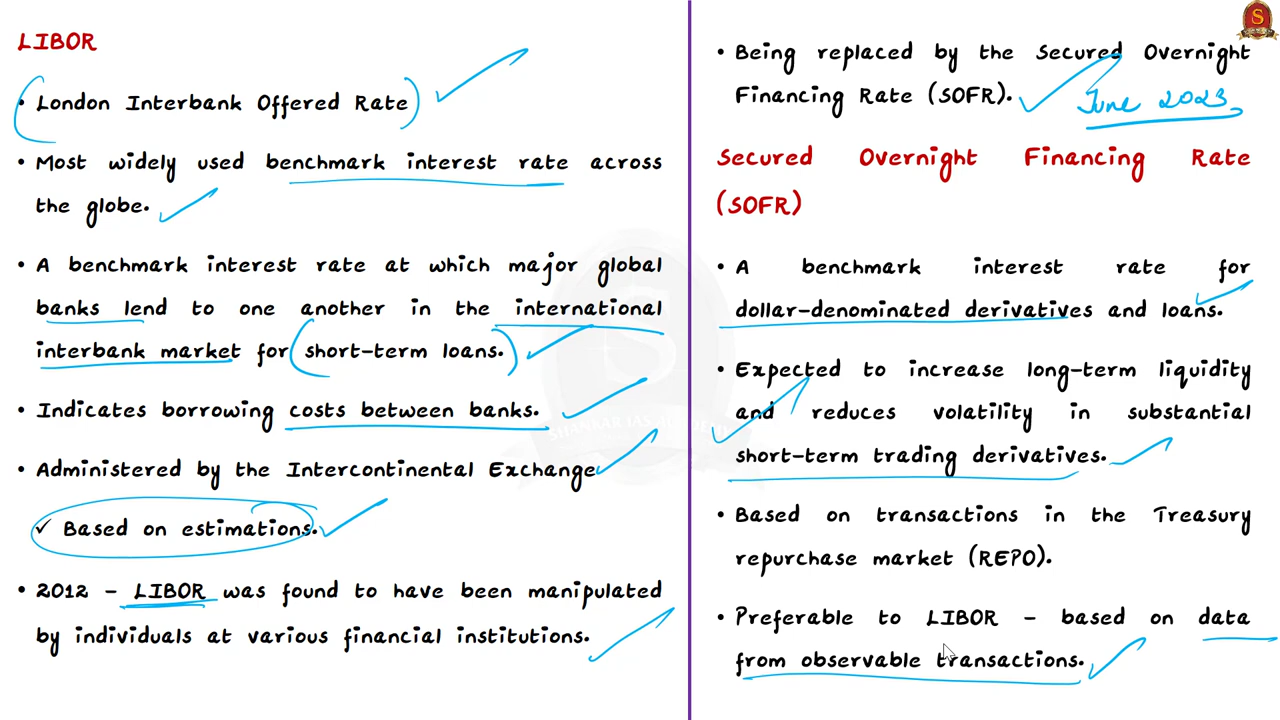 LIBOR
• London Interbank Offered Rate
• Most widely used benchmark interest rate across
the globe.
• A benchmark interest rate at which major global
banks lend to one another in the international
interbank market for short-term loans.
• Indicates borrowing costs between banks.
• Administered by the Intercontinental Exchange
✓ Based on estimations.
• 2012 - LIBOR was found to have been manipulated
by individuals at various financial institutions.
• Being replaced by the Secured Overnight
Financing Rate (SOFR).
June 2023
Secured Overnight Financing Rate
(SOFR)
• A benchmark interest rate for
dollar-denominated derivatives and loans.
• Expected to increase long-term liquidity
and reduces volatility in substantial
short-term trading derivatives.
• Based on transactions in the Treasury
repurchase market (REPO).
• Preferable to LIBOR - based on data
from observable transactions.